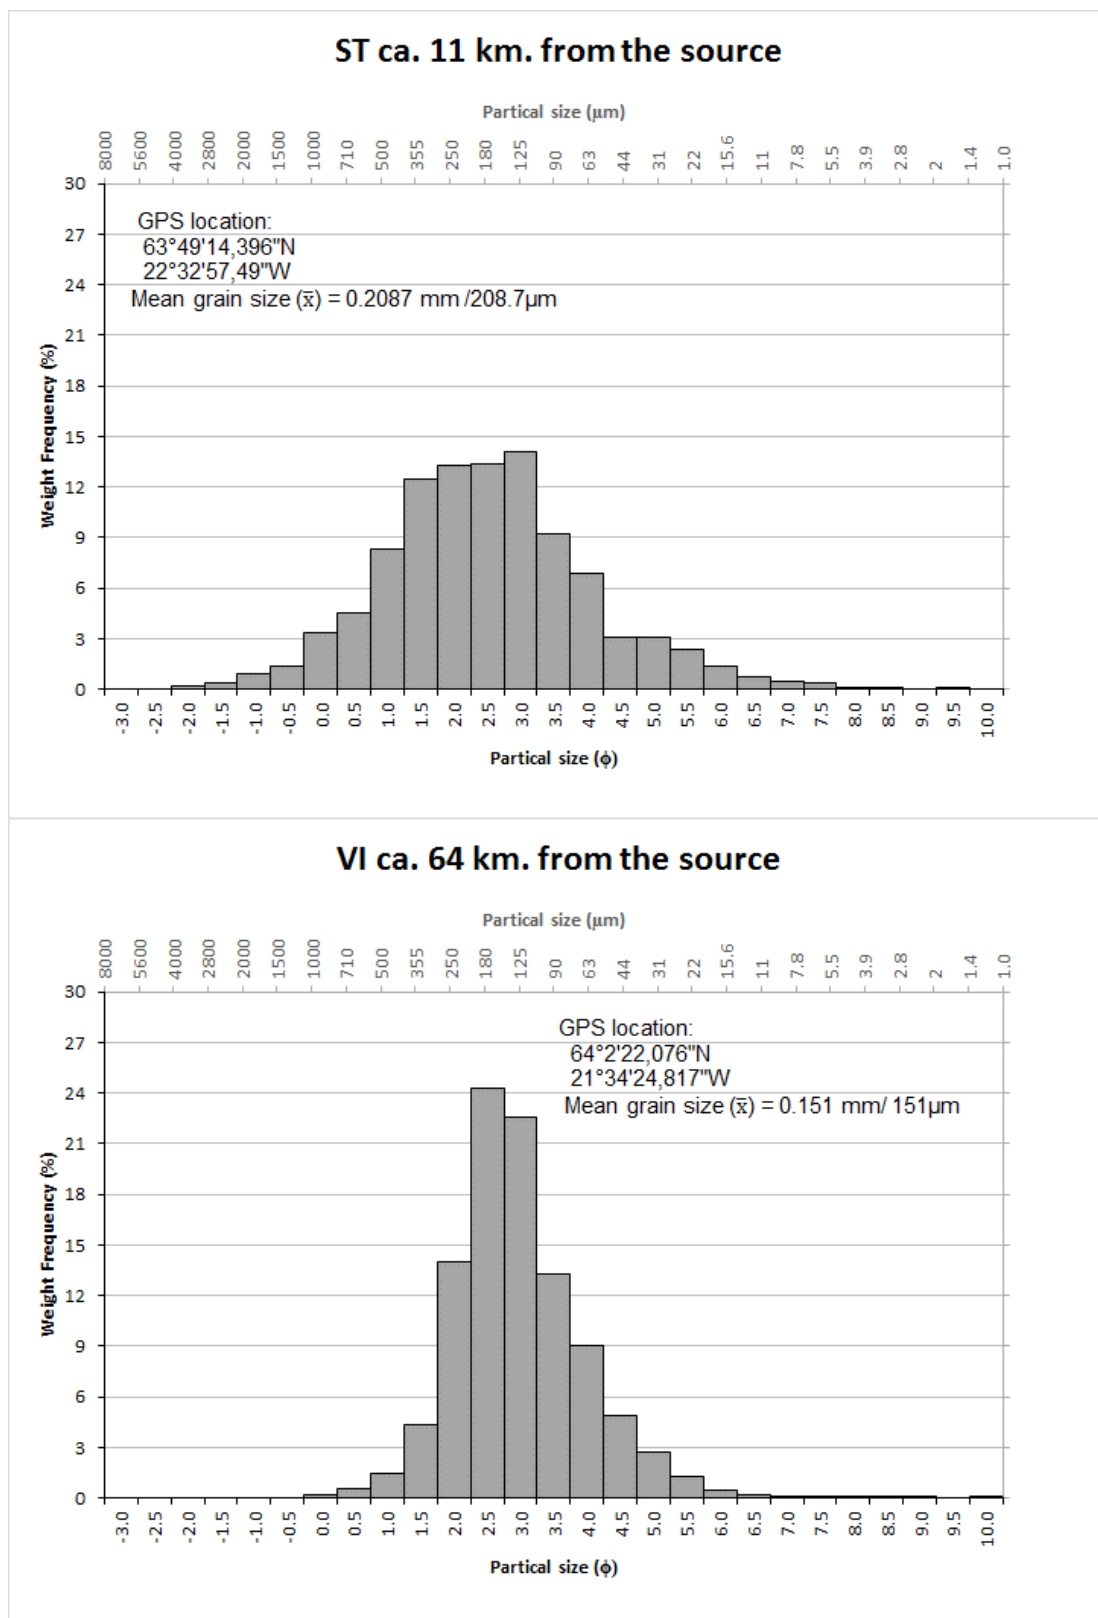 ST ca. 11 km. from the source
Partical size (µm)
8000 5600 4000 2800 2000 1500 1000 710 500 355 250 180 125 90 63 44 31 22 15.6 11 7.8 5.5 3.9 2.8 2 1.4 1.0
30
GPS location:
63°49'14,396"N
22°32'57,49"W
Mean grain size (x̅) = 0.2087 mm /208.7µm
27
24
21
18
15
12
9
6
3
0
Weight Frequency (%)
-3.0 -2.5 -2.0 -1.5 -1.0 -0.5 0.0 0.5 1.0 1.5 2.0 2.5 3.0 3.5 4.0 4.5 5.0 5.5 6.0 6.5 7.0 7.5 8.0 8.5 9.0 9.5 10.0
Partical size (ϕ)
VI ca. 64 km. from the source
Partical size (µm)
8000 5600 4000 2800 2000 1500 1000 710 500 355 250 180 125 90 63 44 31 22 15.6 11 7.8 5.5 3.9 2.8 2 1.4 1.0
30
GPS location:
64°2'22,076"N
21°34'24,817"W
Mean grain size (x̅) = 0.151 mm/ 151µm
27
24
21
18
15
12
9
6
3
0
Weight Frequency (%)
-3.0 -2.5 -2.0 -1.5 -1.0 -0.5 0.0 0.5 1.0 1.5 2.0 2.5 3.0 3.5 4.0 4.5 5.0 5.5 6.0 6.5 7.0 7.5 8.0 8.5 9.0 9.5 10.0
Partical size (ϕ)